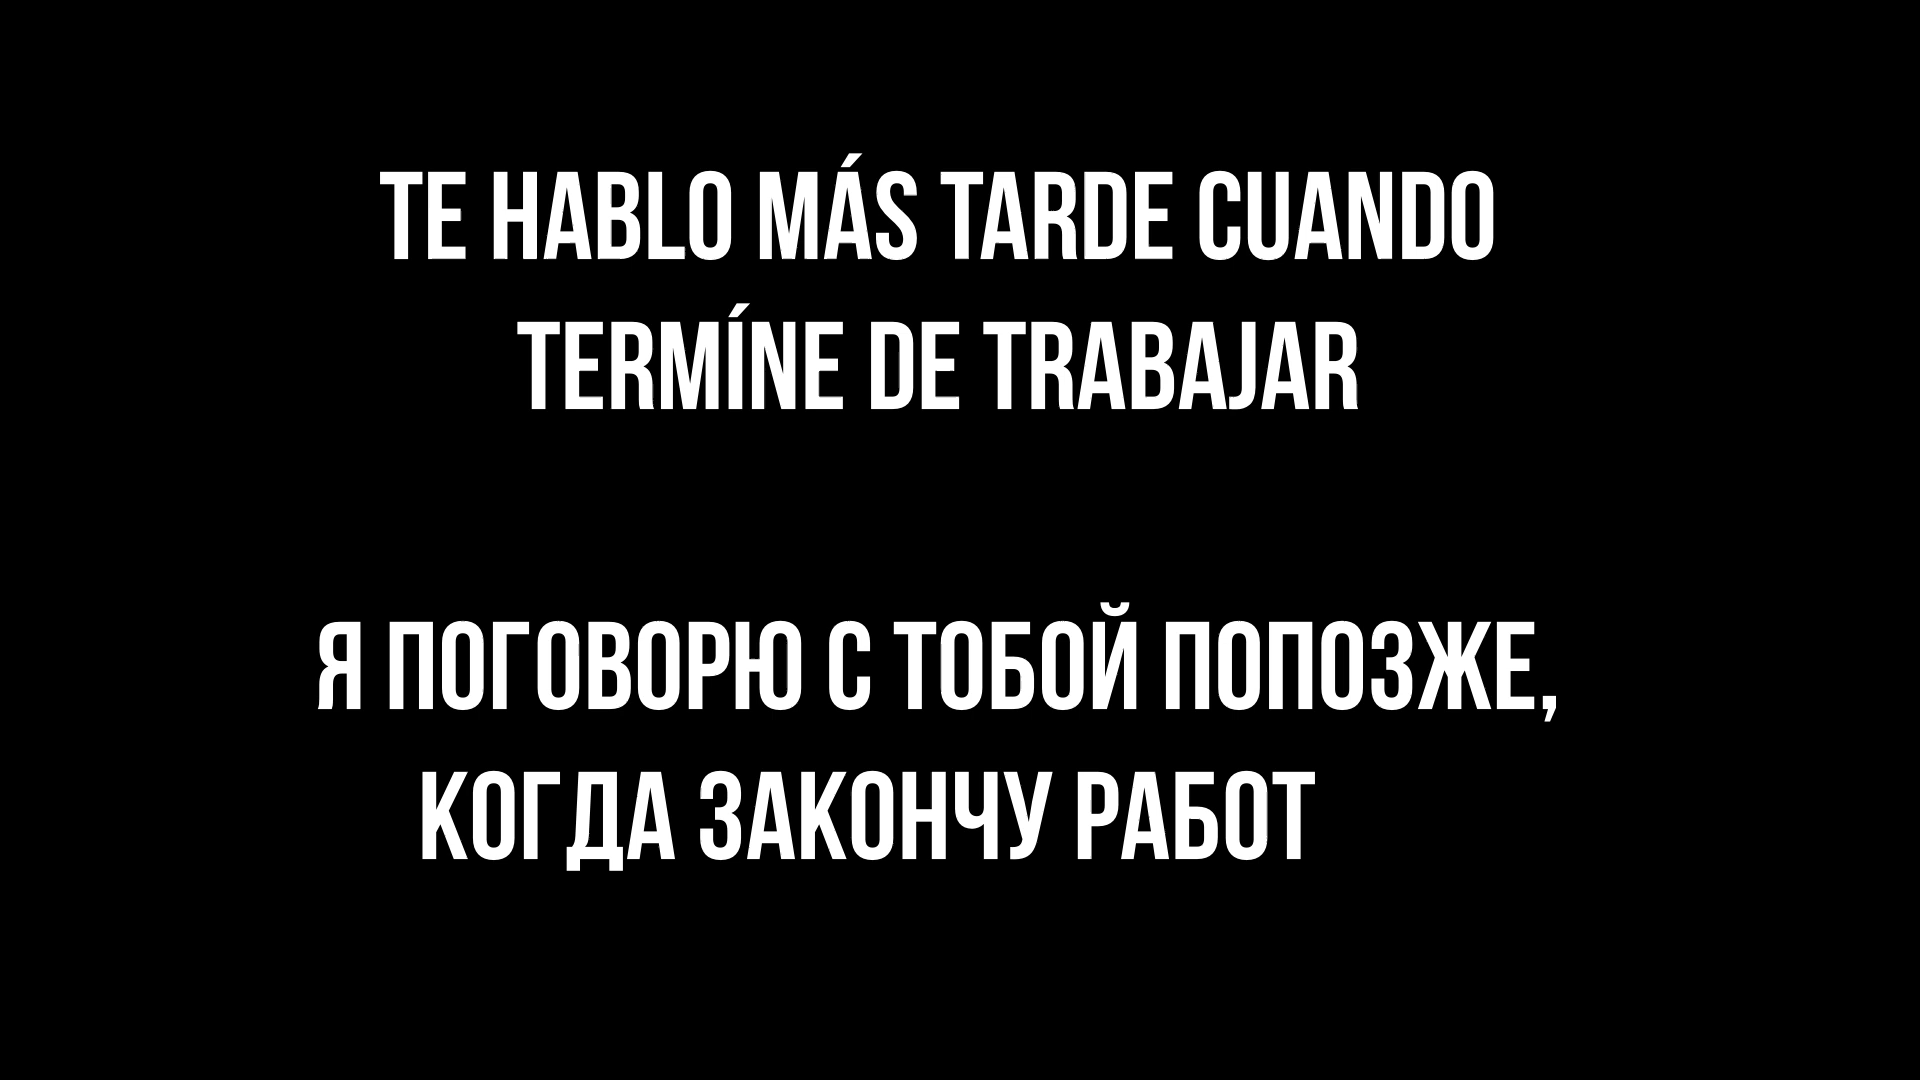 TE HABLO MÁS TARDE CUANDO
TERMÍNE DE TRABAJAR
Я ПОГОВОРЮ С ТОБОЙ ПОПОЗЖЕ,
КОГДА ЗАКОНЧУ РАБОТ